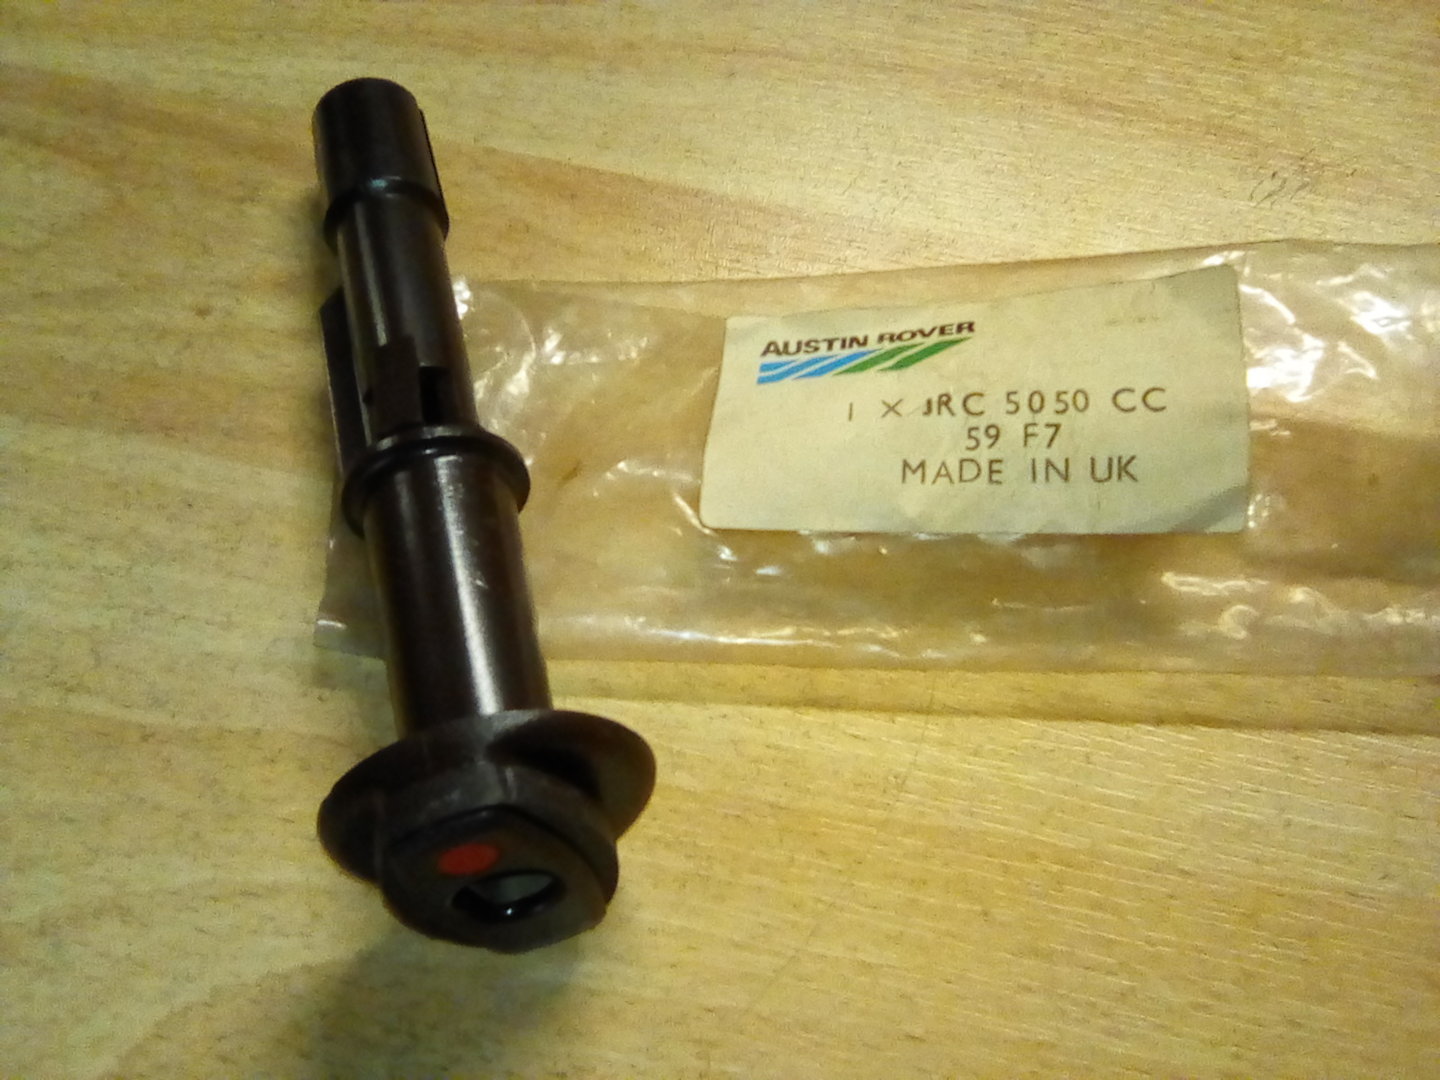 AUSTIN ROVER
1 X JRC 5050 CC
59 F7
MADE IN UK